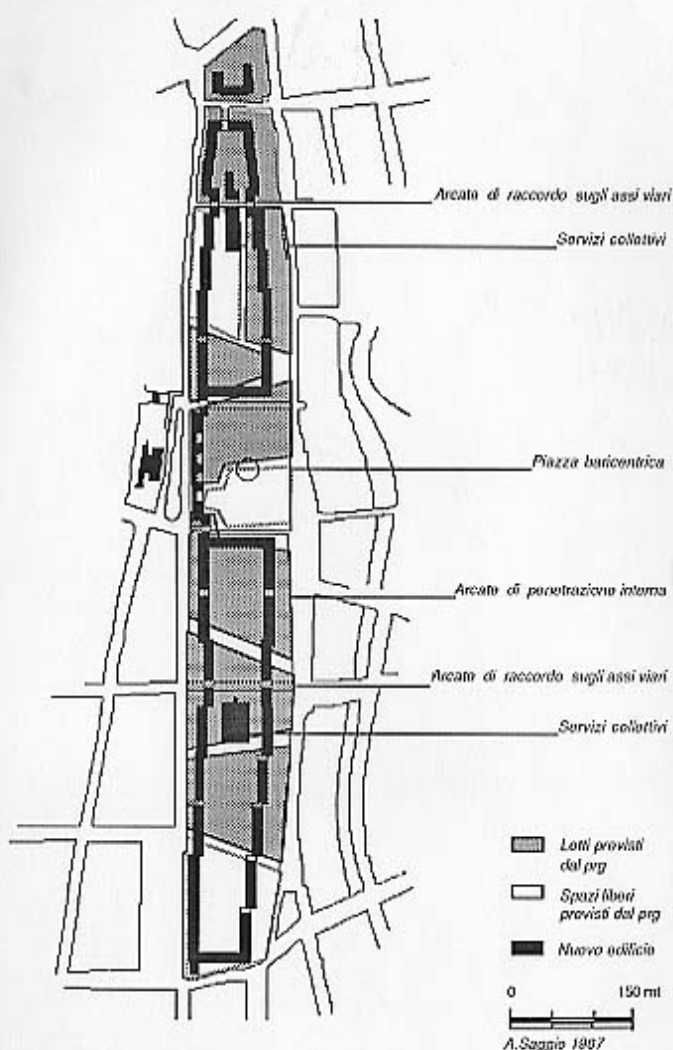 Arcate di raccordo sugli assi viari
Servizi collettivi
Piazza baricentrica
Arcate di penetrazione interna
Arcate di raccordo sugli assi viari
Servizi collettivi
Lotti previsti
dal prg
Spazi liberi
previsti dal prg
Nuovo edificio
0 150 mt
A.Saggio 1987